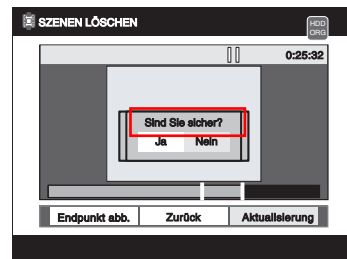 SZENEN LÖSCHEN
HDD
ORG
0:25:32
Sind Sie sicher?
Ja Nein
Endpunkt abb. Zurück Aktualisierung